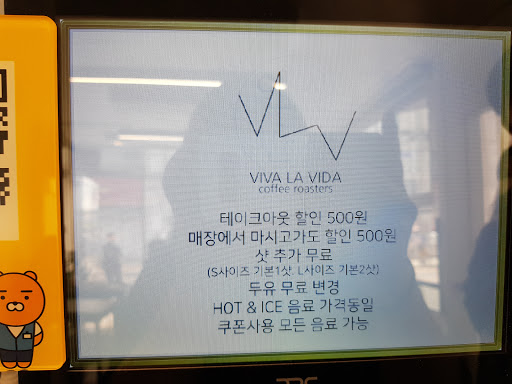 VLV
VIVA LA VIDA
coffee roasters
테이크아웃 할인 500원
매장에서 마시고가도 할인 500원
샷 추가 무료
(S사이즈 기본1샷, L사이즈 기본2샷)
두유 무료 변경
HOT & ICE 음료 가격동일
쿠폰사용 모든 음료 가능